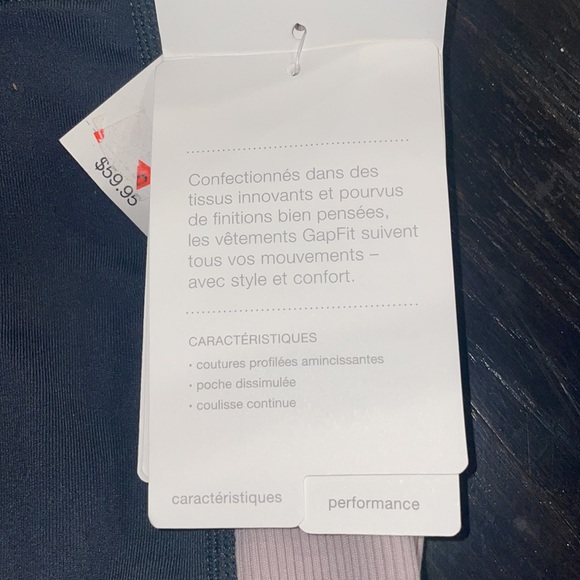 $59.95
Confectionnés dans des
tissus innovants et pourvus
de finitions bien pensées,
les vêtements GapFit suivent
tous vos mouvements –
avec style et confort.
CARACTÉRISTIQUES
• coutures profilées amincissantes
• poche dissimulée
• coulisse continue
caractéristiques
performance